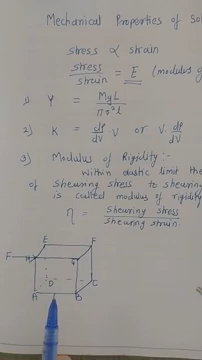 Mechanical Properties of Sol
stress ∝ strain
stress/strain = E (modulus o
1) Y = MgL/πr²l
2) K = dp/dv V or V dp/dv
3) Modulus of Rigidity:-
Within elastic limit the
of shearing stress to shearing
is called modulus of rigidity
η = Shearing stress/Shearing strain.
E F
F
D C
A B